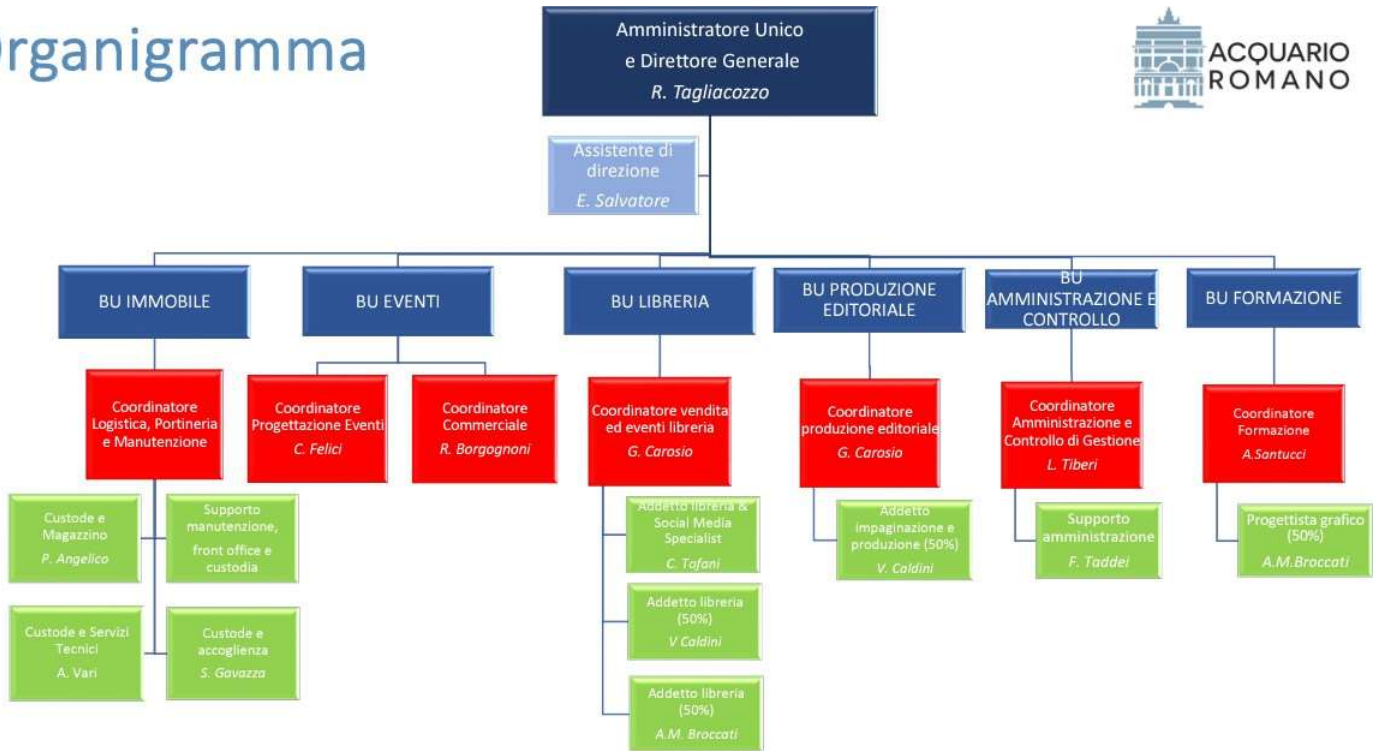 Organigramma
Amministratore Unico
e Direttore Generale
R. Tagliacozzo
ACQUARIO
ROMANO
Assistente di
direzione
E. Salvatore
BU IMMOBILE
BU EVENTI
BU LIBRERIA
BU PRODUZIONE
EDITORIALE
BU
AMMINISTRAZIONE E
CONTROLLO
BU FORMAZIONE
Coordinatore
Logistica, Portineria
e Manutenzione
Coordinatore
Progettazione Eventi
C. Felici
Coordinatore
Commerciale
R. Borgognoni
Coordinatore vendita
ed eventi libreria
G. Carosio
Coordinatore
produzione editoriale
G. Carosio
Coordinatore
Amministrazione e
Controllo di Gestione
L. Tiberi
Coordinatore
Formazione
A.Santucci
Custode e
Magazzino
P. Angelico
Supporto
manutenzione,
front office e
custodia
Custode e Servizi
Tecnici
A. Vari
Custode e
accoglienza
S. Gavazza
Addetto libreria &
Social Media
Specialist
C. Tafani
Addetto libreria
(50%)
V Caldini
Addetto libreria
(50%)
A.M. Broccati
Addetto
impaginazione e
produzione (50%)
V. Caldini
Supporto
amministrazione
F. Taddei
Progettista grafico
(50%)
A.M.Broccati